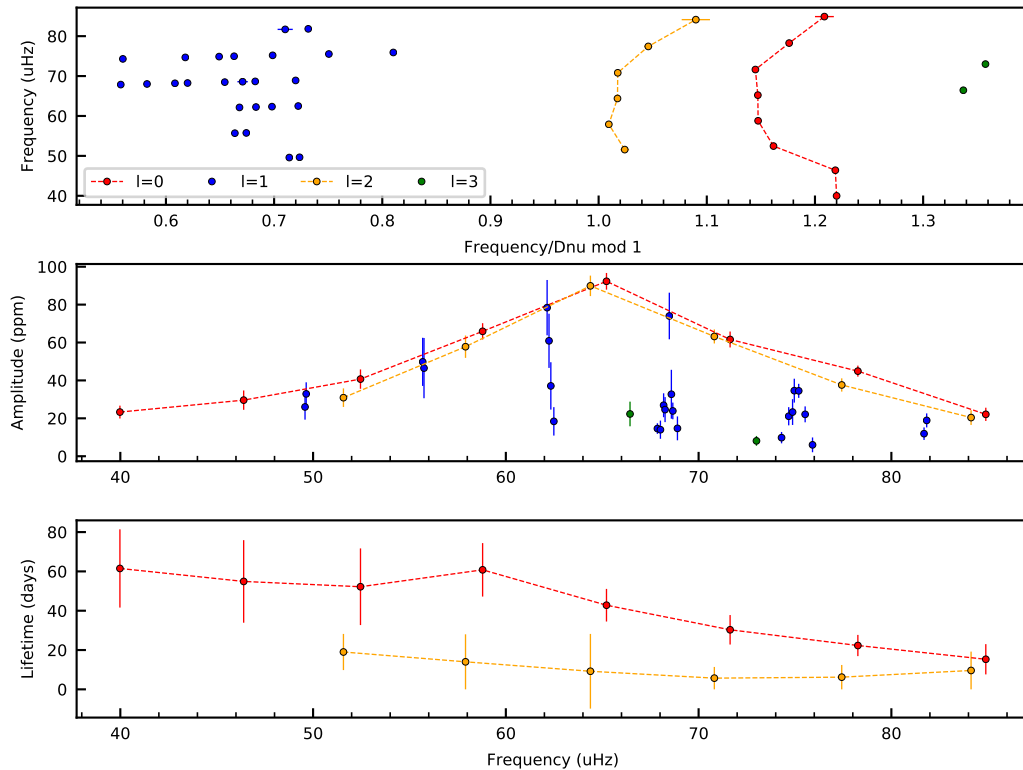 80
70
60
50
40
Frequency (uHz)
l=0 l=1 l=2 l=3
0.6 0.7 0.8 0.9 1.0 1.1 1.2 1.3
Frequency/Dnu mod 1
100
80
60
40
20
0
Amplitude (ppm)
40 50 60 70 80
80
60
40
20
0
Lifetime (days)
40 50 60 70 80
Frequency (uHz)